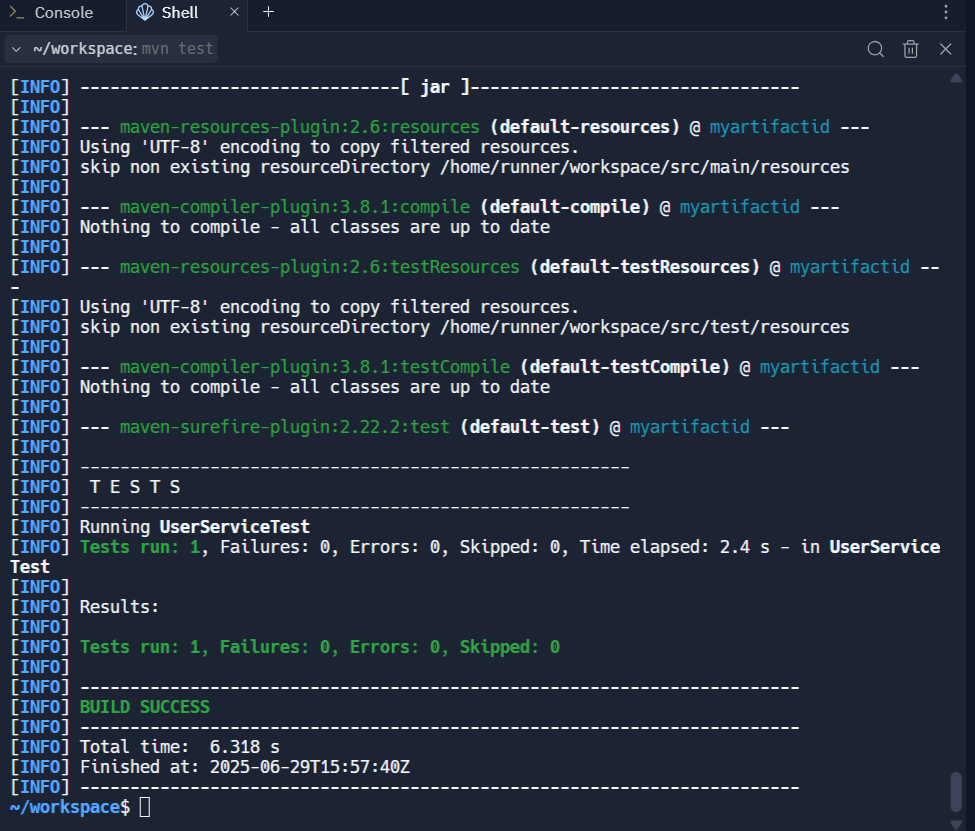 Console Shell
~/workspace: mvn test
[INFO] --------------------------------[ jar ]---------------------------------
[INFO]
[INFO] --- maven-resources-plugin:2.6:resources (default-resources) @ myartifactid ---
[INFO] Using 'UTF-8' encoding to copy filtered resources.
[INFO] skip non existing resourceDirectory /home/runner/workspace/src/main/resources
[INFO]
[INFO] --- maven-compiler-plugin:3.8.1:compile (default-compile) @ myartifactid ---
[INFO] Nothing to compile - all classes are up to date
[INFO]
[INFO] --- maven-resources-plugin:2.6:testResources (default-testResources) @ myartifactid --
-
[INFO] Using 'UTF-8' encoding to copy filtered resources.
[INFO] skip non existing resourceDirectory /home/runner/workspace/src/test/resources
[INFO]
[INFO] --- maven-compiler-plugin:3.8.1:testCompile (default-testCompile) @ myartifactid ---
[INFO] Nothing to compile - all classes are up to date
[INFO]
[INFO] --- maven-surefire-plugin:2.22.2:test (default-test) @ myartifactid ---
[INFO]
[INFO] -------------------------------------------------------
[INFO]  T E S T S
[INFO] -------------------------------------------------------
[INFO] Running UserServiceTest
[INFO] Tests run: 1, Failures: 0, Errors: 0, Skipped: 0, Time elapsed: 2.4 s - in UserService
Test
[INFO]
[INFO] Results:
[INFO]
[INFO] Tests run: 1, Failures: 0, Errors: 0, Skipped: 0
[INFO]
[INFO] ------------------------------------------------------------------------
[INFO] BUILD SUCCESS
[INFO] ------------------------------------------------------------------------
[INFO] Total time:  6.318 s
[INFO] Finished at: 2025-06-29T15:57:40Z
[INFO] ------------------------------------------------------------------------
~/workspace$